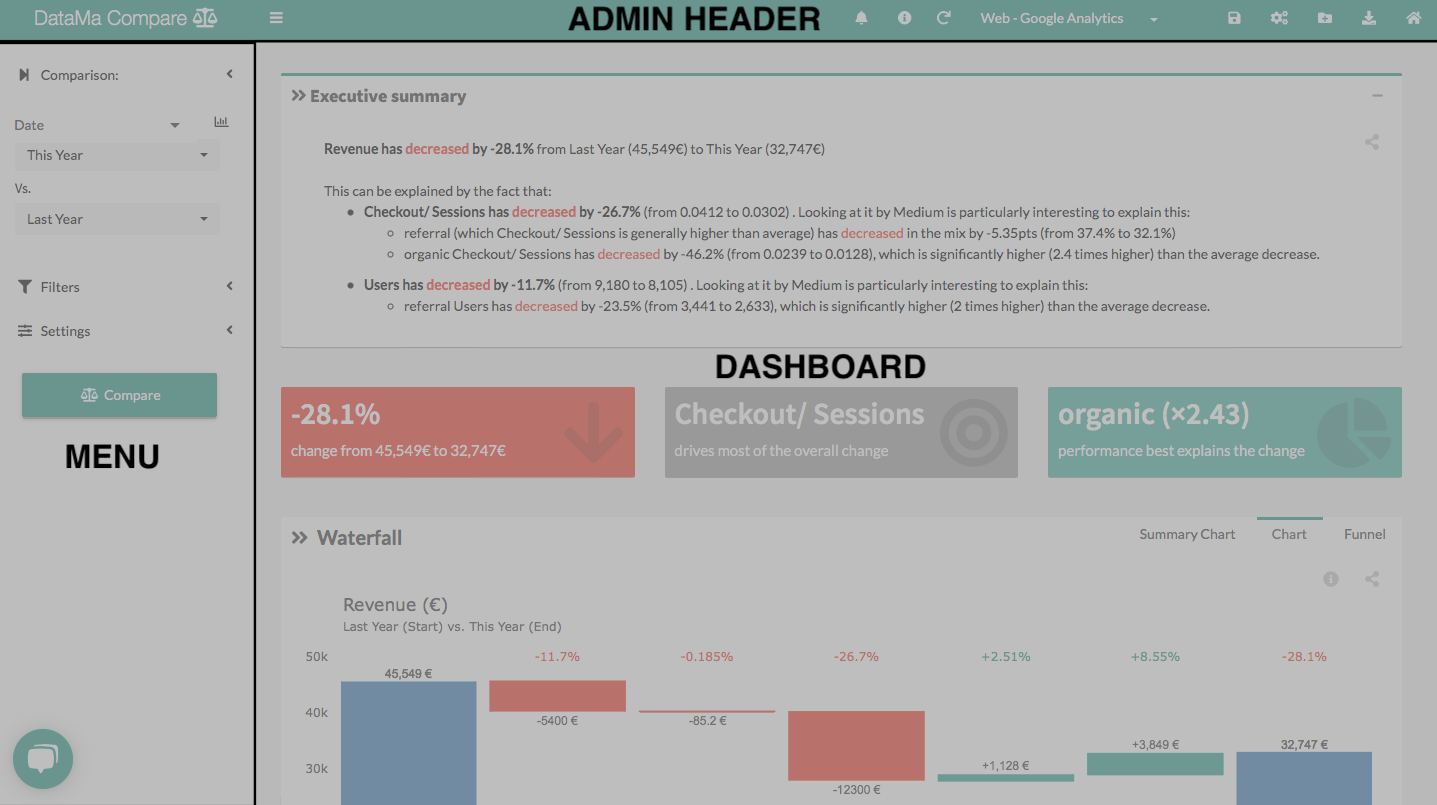 DataMa Compare
ADMIN HEADER
Web - Google Analytics
Comparison:
Date
This Year
Vs.
Last Year
Filters
Settings
Compare
MENU
Executive summary
Revenue has decreased by -28.1% from Last Year (45,549€) to This Year (32,747€)
This can be explained by the fact that:
Checkout/ Sessions has decreased by -26.7% (from 0.0412 to 0.0302) . Looking at it by Medium is particularly interesting to explain this:
referral (which Checkout/ Sessions is generally higher than average) has decreased in the mix by -5.35pts (from 37.4% to 32.1%)
organic Checkout/ Sessions has decreased by -46.2% (from 0.0239 to 0.0128), which is significantly higher (2.4 times higher) than the average decrease.
Users has decreased by -11.7% (from 9,180 to 8,105) . Looking at it by Medium is particularly interesting to explain this:
referral Users has decreased by -23.5% (from 3,441 to 2,633), which is significantly higher (2 times higher) than the average decrease.
DASHBOARD
-28.1%
change from 45,549€ to 32,747€
Checkout/ Sessions
drives most of the overall change
organic (×2.43)
performance best explains the change
Waterfall
Summary Chart
Chart
Funnel
Revenue (€)
Last Year (Start) vs. This Year (End)
50k
-11.7%
-0.185%
-26.7%
+2.51%
+8.55%
-28.1%
45,549 €
40k
-5400 €
-85.2 €
+3,849 €
32,747 €
30k
+1,128 €
-12300 €